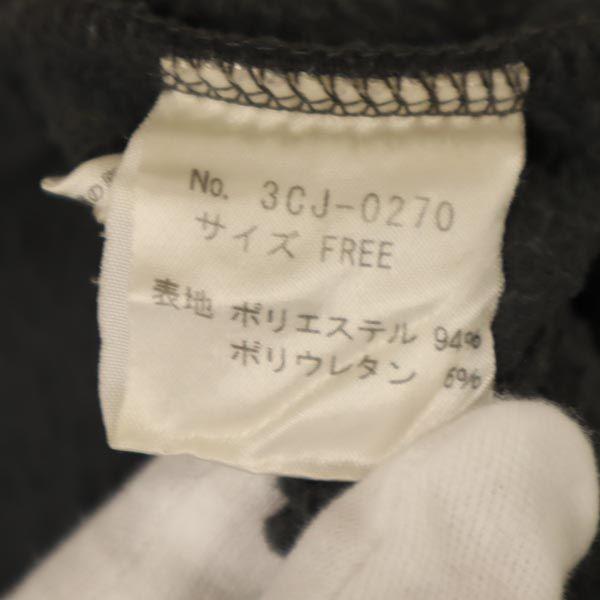 No. 3CJ-0270
サイズ FREE
表地 ポリエステル 94%
ポリウレタン 6%